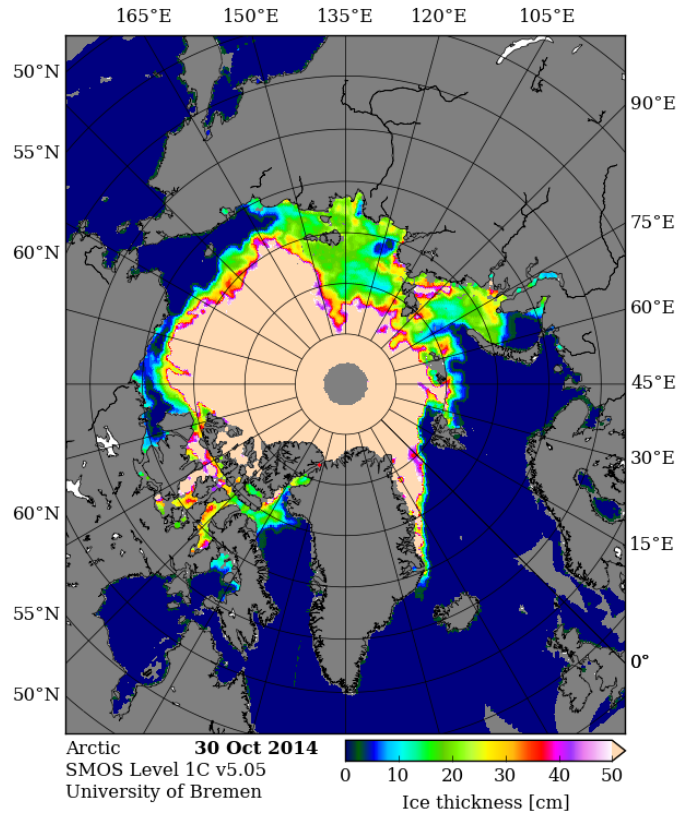 165°E 150°E 135°E 120°E 105°E
50°N
90°E
55°N
75°E
60°N
60°E
45°E
30°E
60°N
15°E
55°N
0°
50°N
Arctic 30 Oct 2014
SMOS Level 1C v5.05
University of Bremen
0 10 20 30 40 50
Ice thickness [cm]